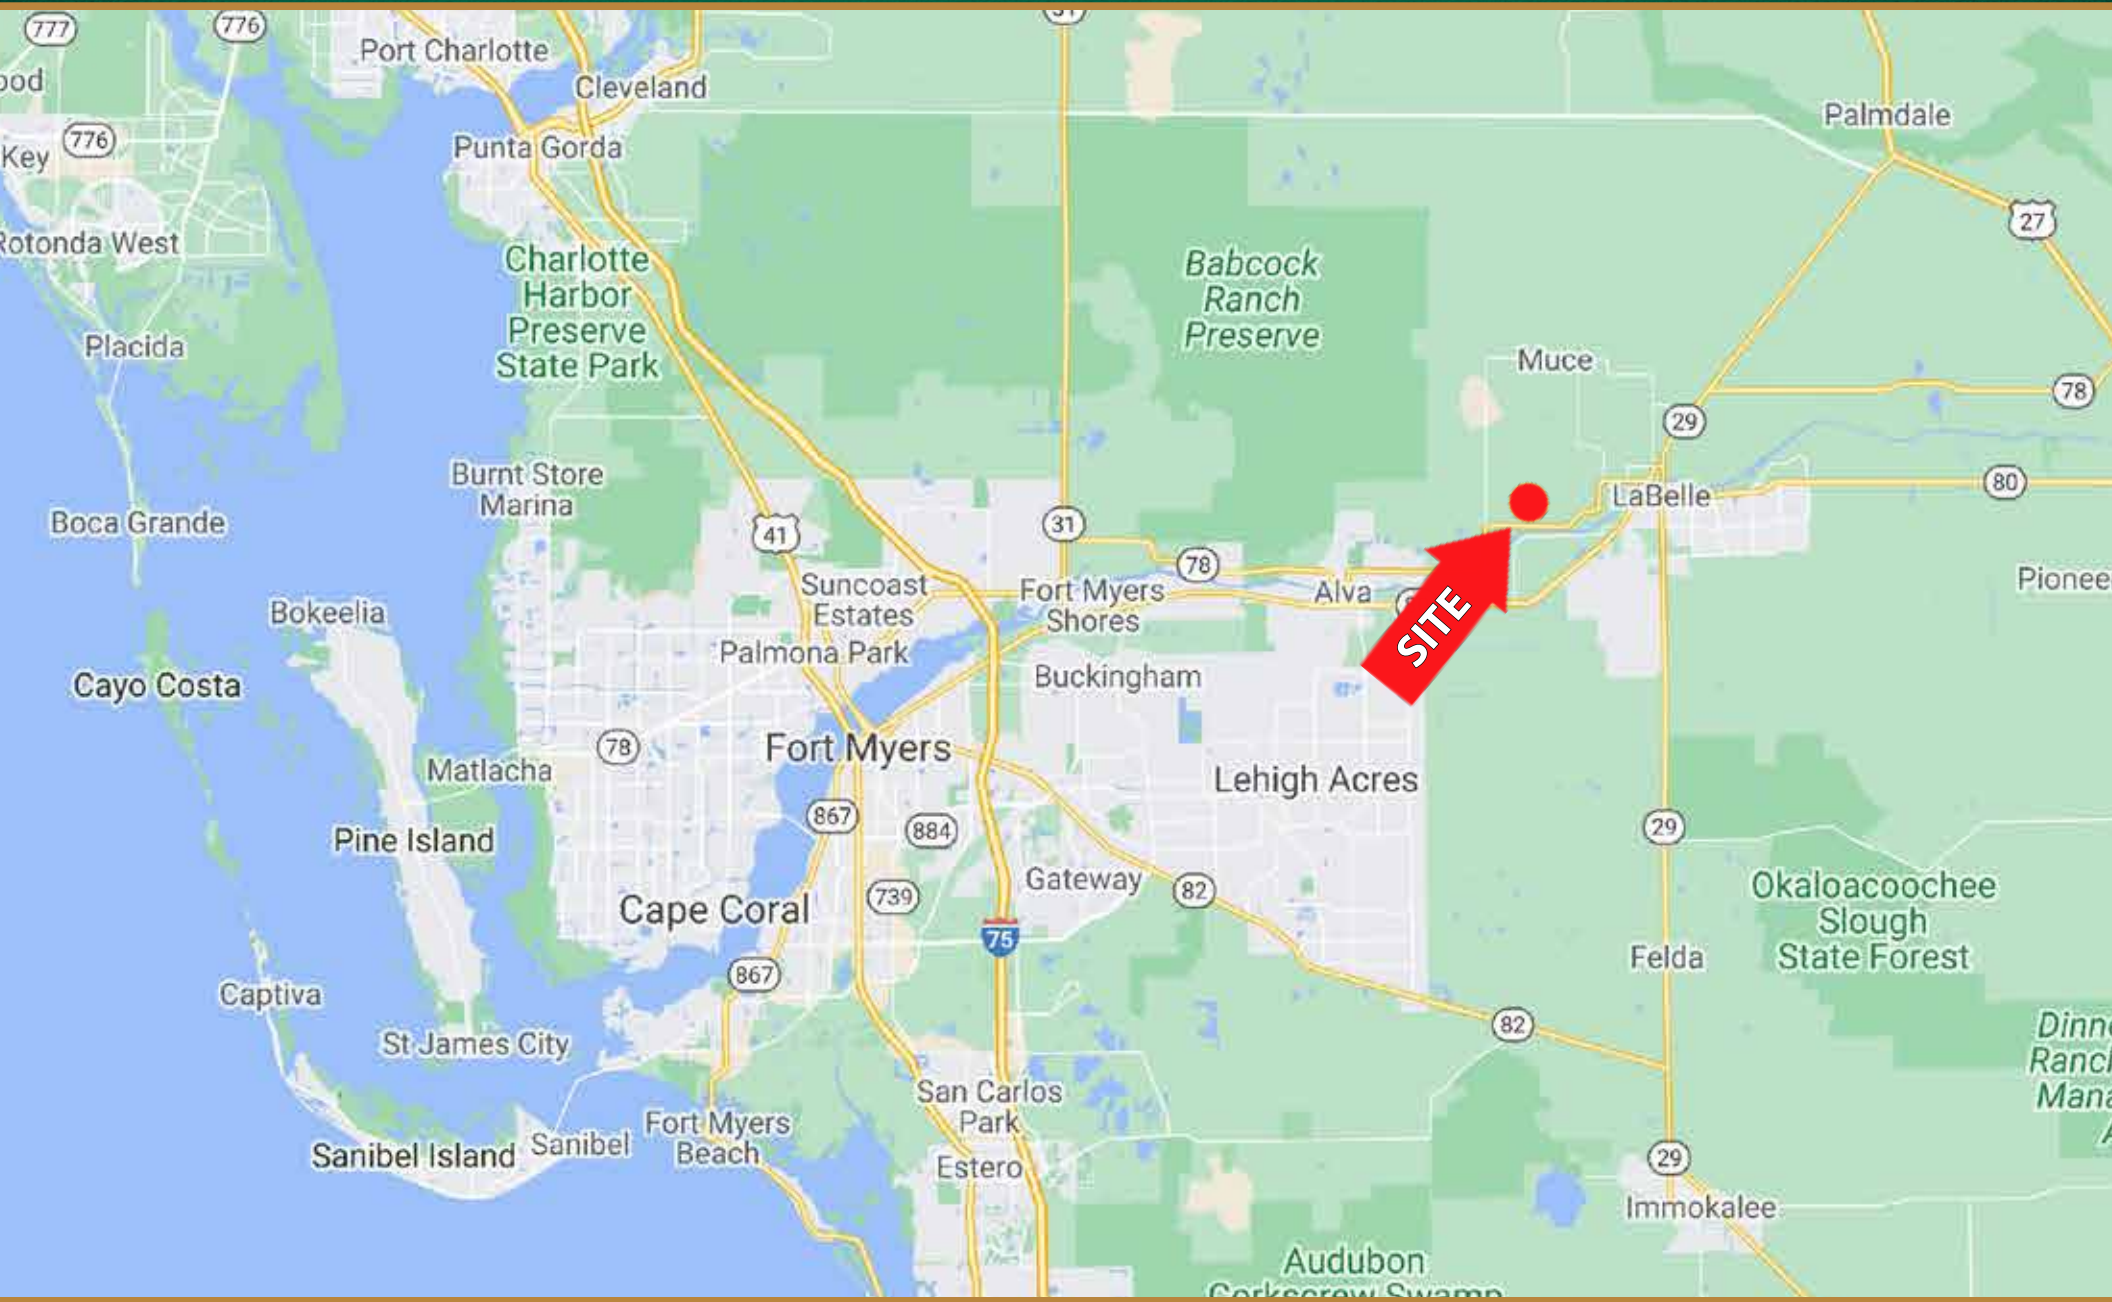 777
776
31
Port Charlotte
Cleveland
Palmdale
776
Key
Punta Gorda
27
Rotonda West
Charlotte
Harbor
Preserve
State Park
Babcock
Ranch
Preserve
Placida
Muce
78
29
Burnt Store
Marina
80
LaBelle
Boca Grande
41
31
78
Suncoast
Estates
Fort Myers
Shores
Alva
Bokeelia
SITE
Palmona Park
Cayo Costa
Buckingham
78
Fort Myers
Matlacha
Lehigh Acres
867
884
29
Pine Island
Gateway
82
739
Okaloacoochee
Slough
State Forest
Cape Coral
75
Felda
867
Captiva
82
St James City
San Carlos
Park
Fort Myers
Beach
Sanibel Island
Sanibel
Estero
29
Immokalee
Audubon
Corkscrew Swamp